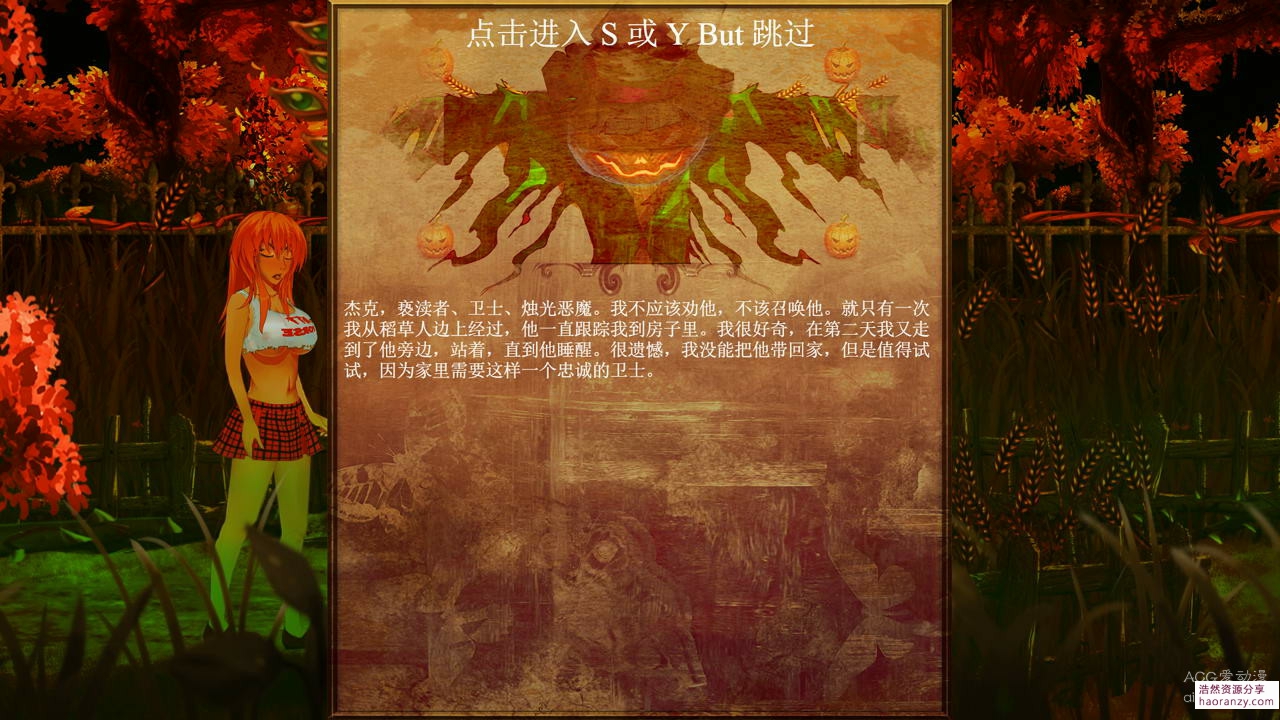 点击进入 S 或 Y But 跳过
杰克，亵渎者、卫士、烛光恶魔。我不应该劝他，不该召唤他。就只有一次
我从稻草人边上经过，他一直跟踪我到房子里。我很好奇，在第二天我又走
到了他旁边，站着，直到他睡醒。很遗憾，我没能把他带回家，但是值得试
试，因为家里需要这样一个忠诚的卫士。
ACG爱动漫
浩然资源分享
haoranzy.com